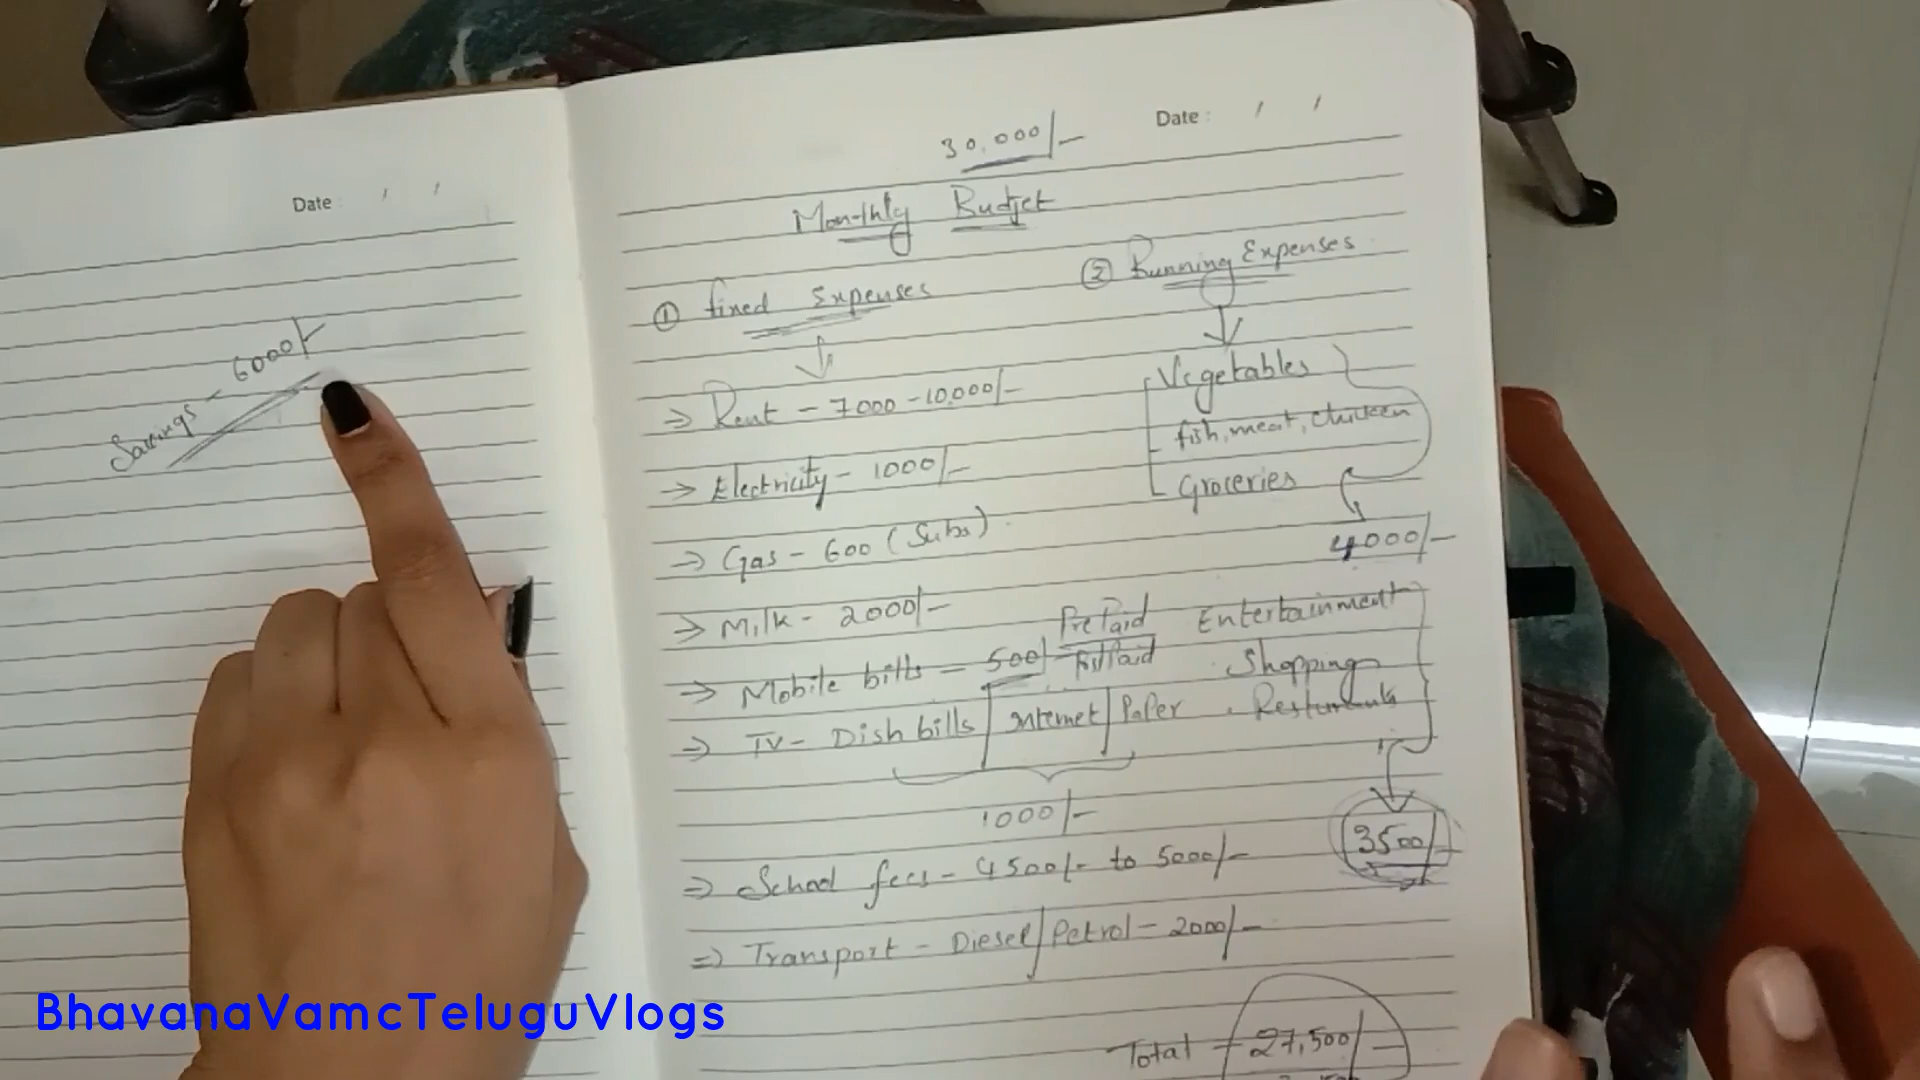 Date : / /
Savings - 6000/-
Date : / /
30,000/-
Monthly Budget
① fixed Expenses
⇒ Rent - 7000 - 10,000/-
⇒ Electricity - 1000/-
⇒ Gas - 600 (Subs)
⇒ Milk - 2000/-
⇒ Mobile bills - 500/- PrePaid
PostPaid
⇒ TV - Dish bills / Internet / Paper
1000/-
⇒ School fees - 4500/- to 5000/-
⇒ Transport - Diesel/Petrol - 2000/-
② Running Expenses
Vegetables
fish, meat, chicken
Groceries
4000/-
Entertainment
Shopping
3500/-
Total - 27,500/-
BhavanaVamcTeluguVlogs